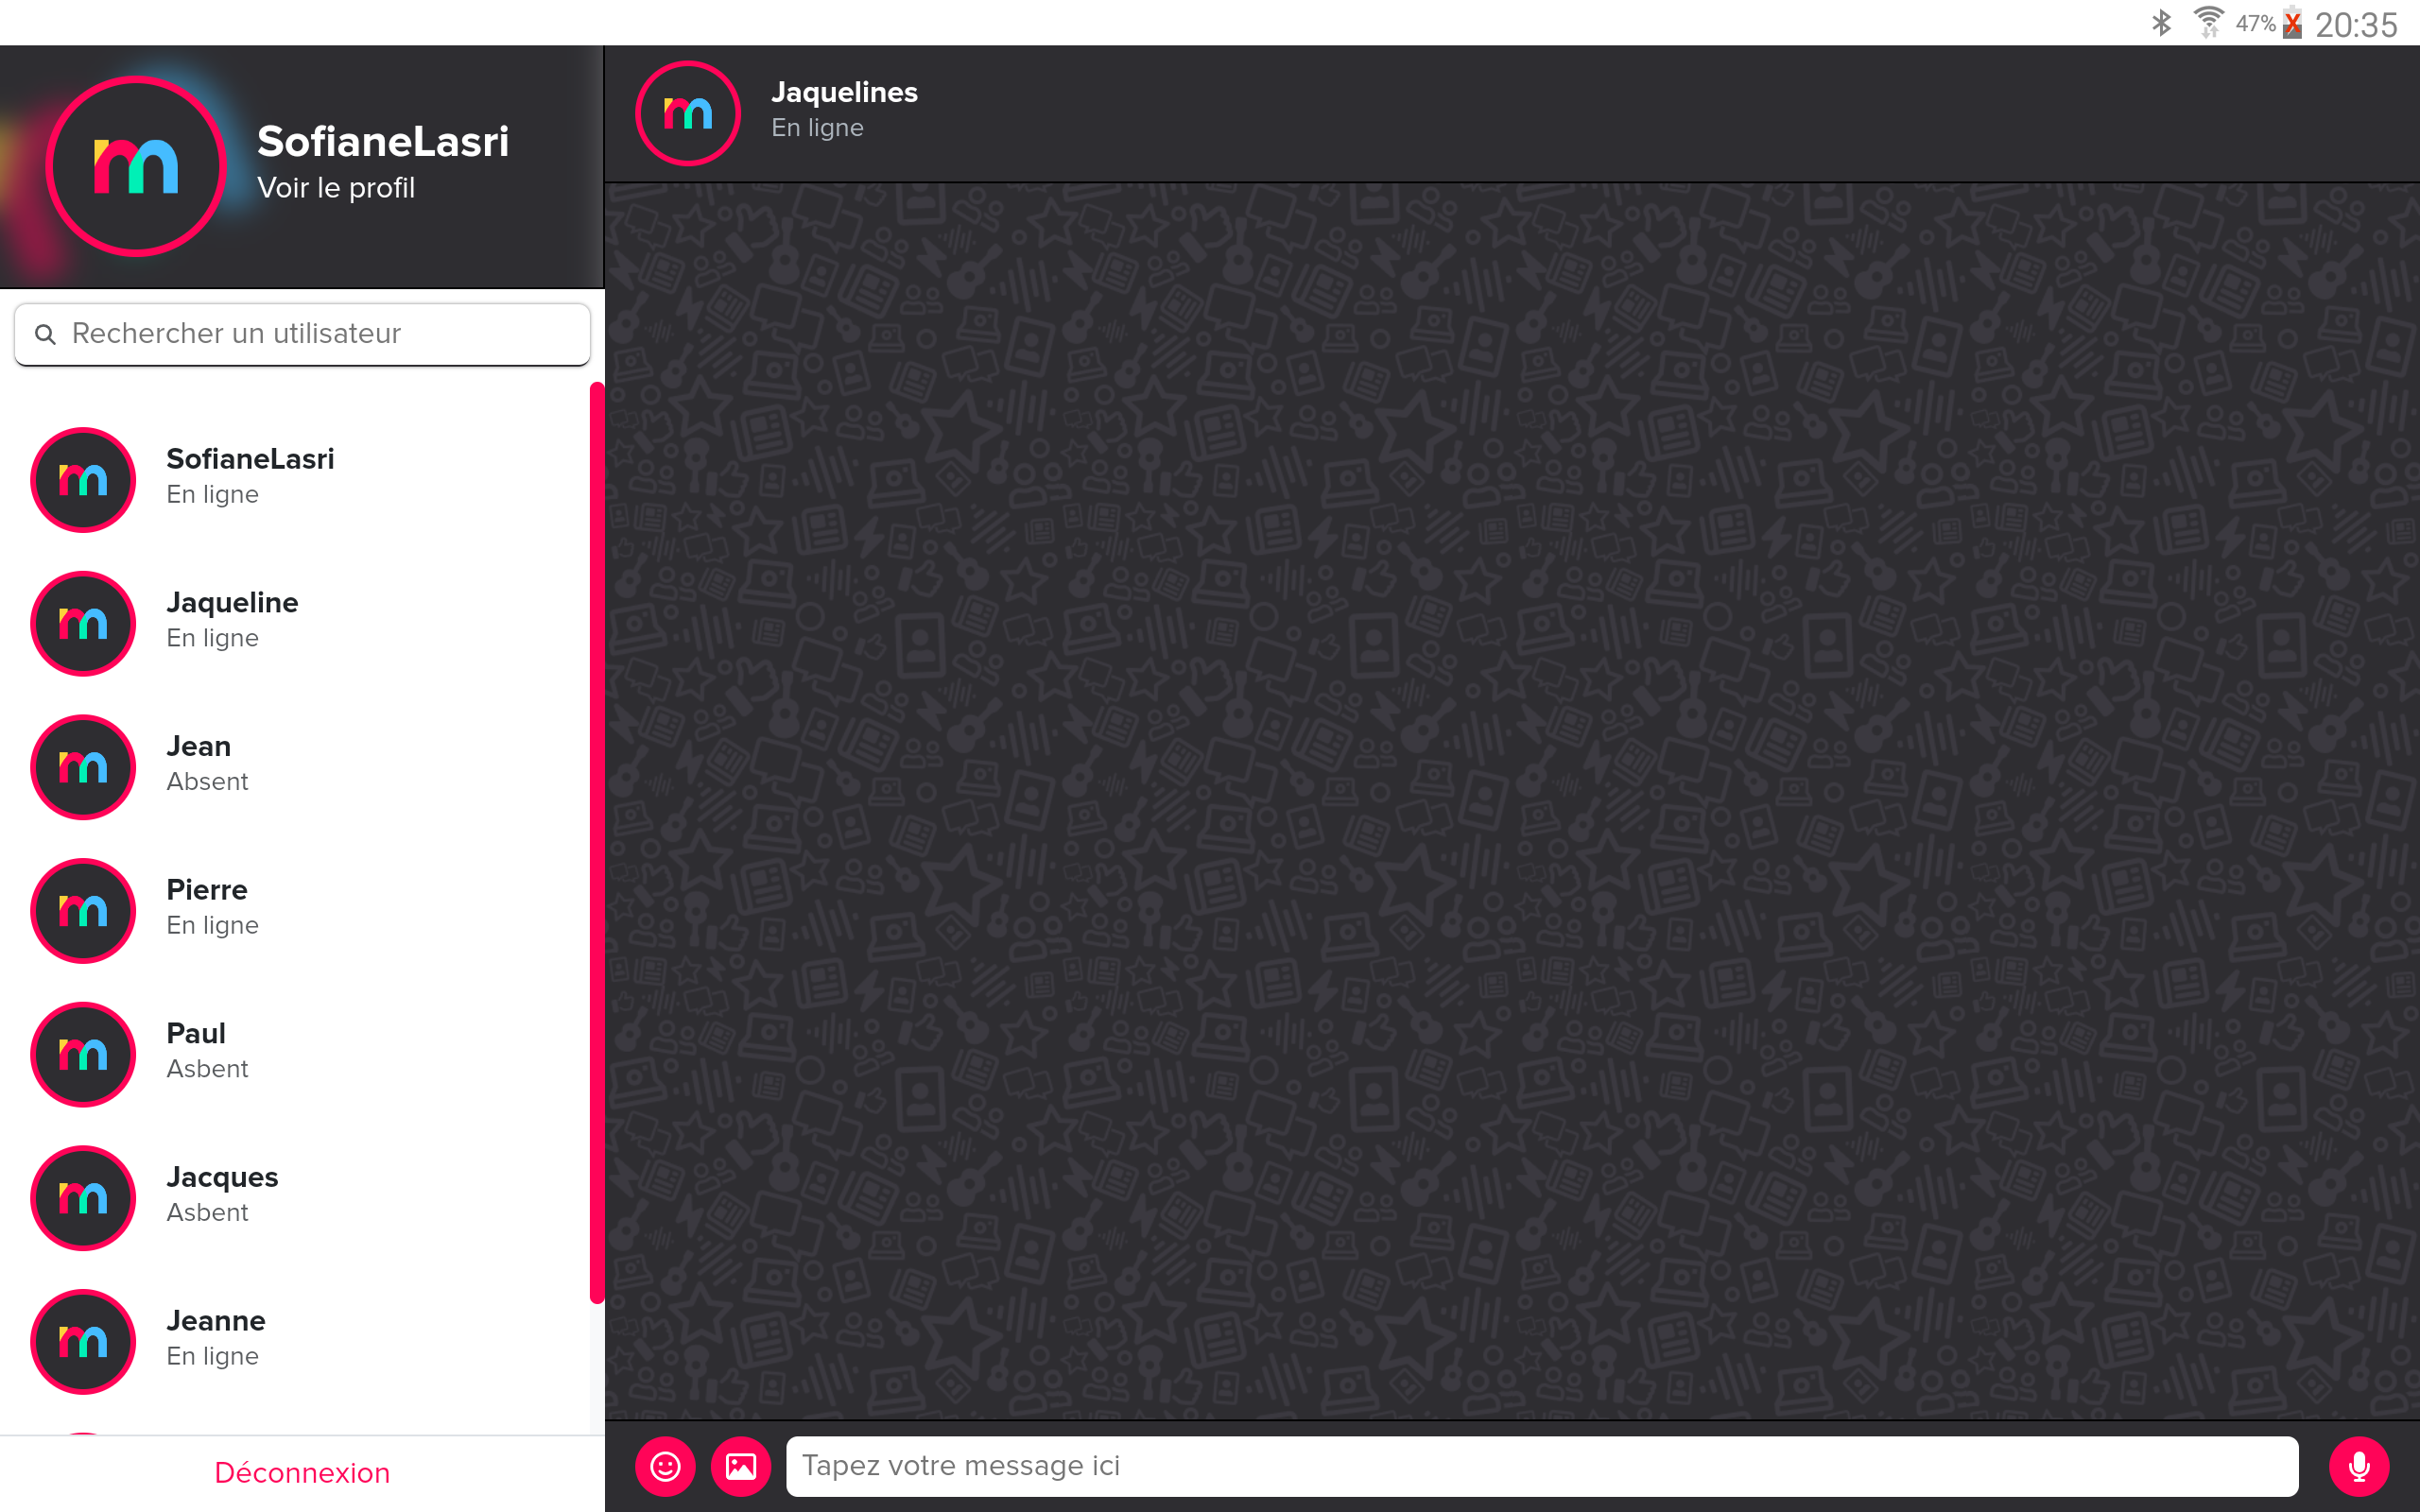 47% 20:35
SofianeLasri
Voir le profil
Rechercher un utilisateur
SofianeLasri
En ligne
Jaqueline
En ligne
Jean
Absent
Pierre
En ligne
Paul
Asbent
Jacques
Asbent
Jeanne
En ligne
Déconnexion
Jaquelines
En ligne
Tapez votre message ici